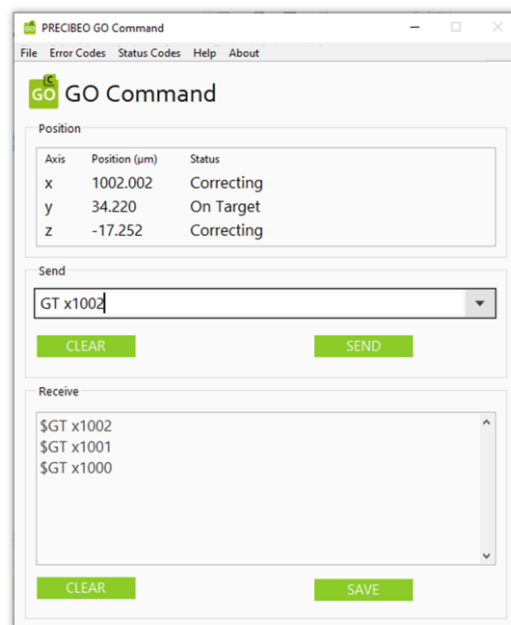 PRECIBEO GO Command
File Error Codes Status Codes Help About
C
GO GO Command
Position
Axis Position (µm) Status
x 1002.002 Correcting
y 34.220 On Target
z -17.252 Correcting
Send
GT x1002
CLEAR SEND
Receive
$GT x1002
$GT x1001
$GT x1000
CLEAR SAVE